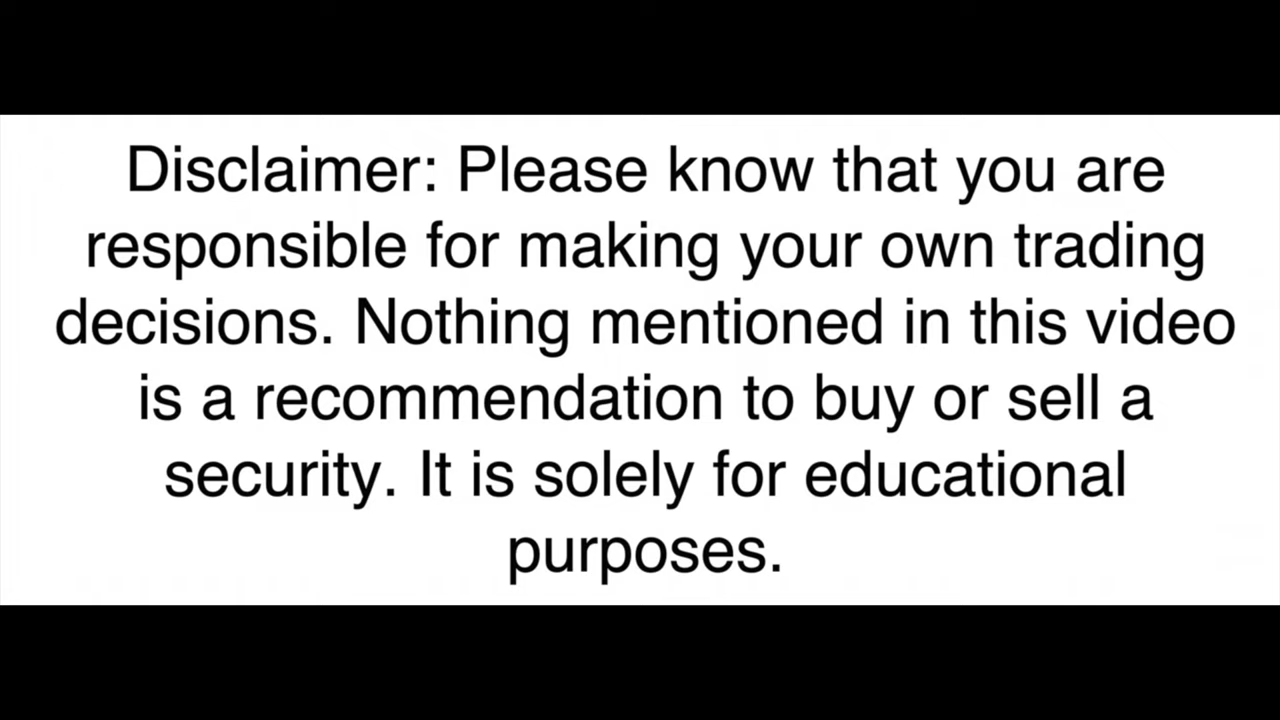 Disclaimer: Please know that you are
responsible for making your own trading
decisions. Nothing mentioned in this video
is a recommendation to buy or sell a
security. It is solely for educational
purposes.